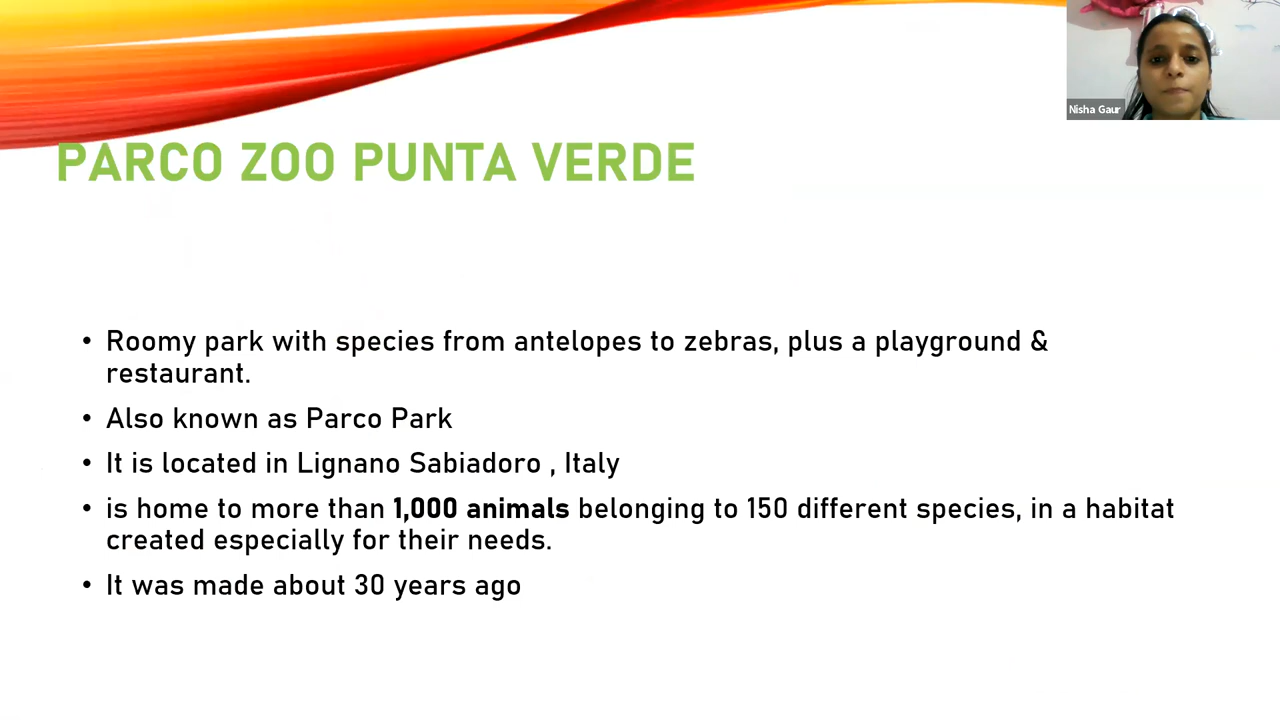 Nisha Gaur
PARCO ZOO PUNTA VERDE
• Roomy park with species from antelopes to zebras, plus a playground &
restaurant.
• Also known as Parco Park
• It is located in Lignano Sabiadoro , Italy
• is home to more than 1,000 animals belonging to 150 different species, in a habitat
created especially for their needs.
• It was made about 30 years ago